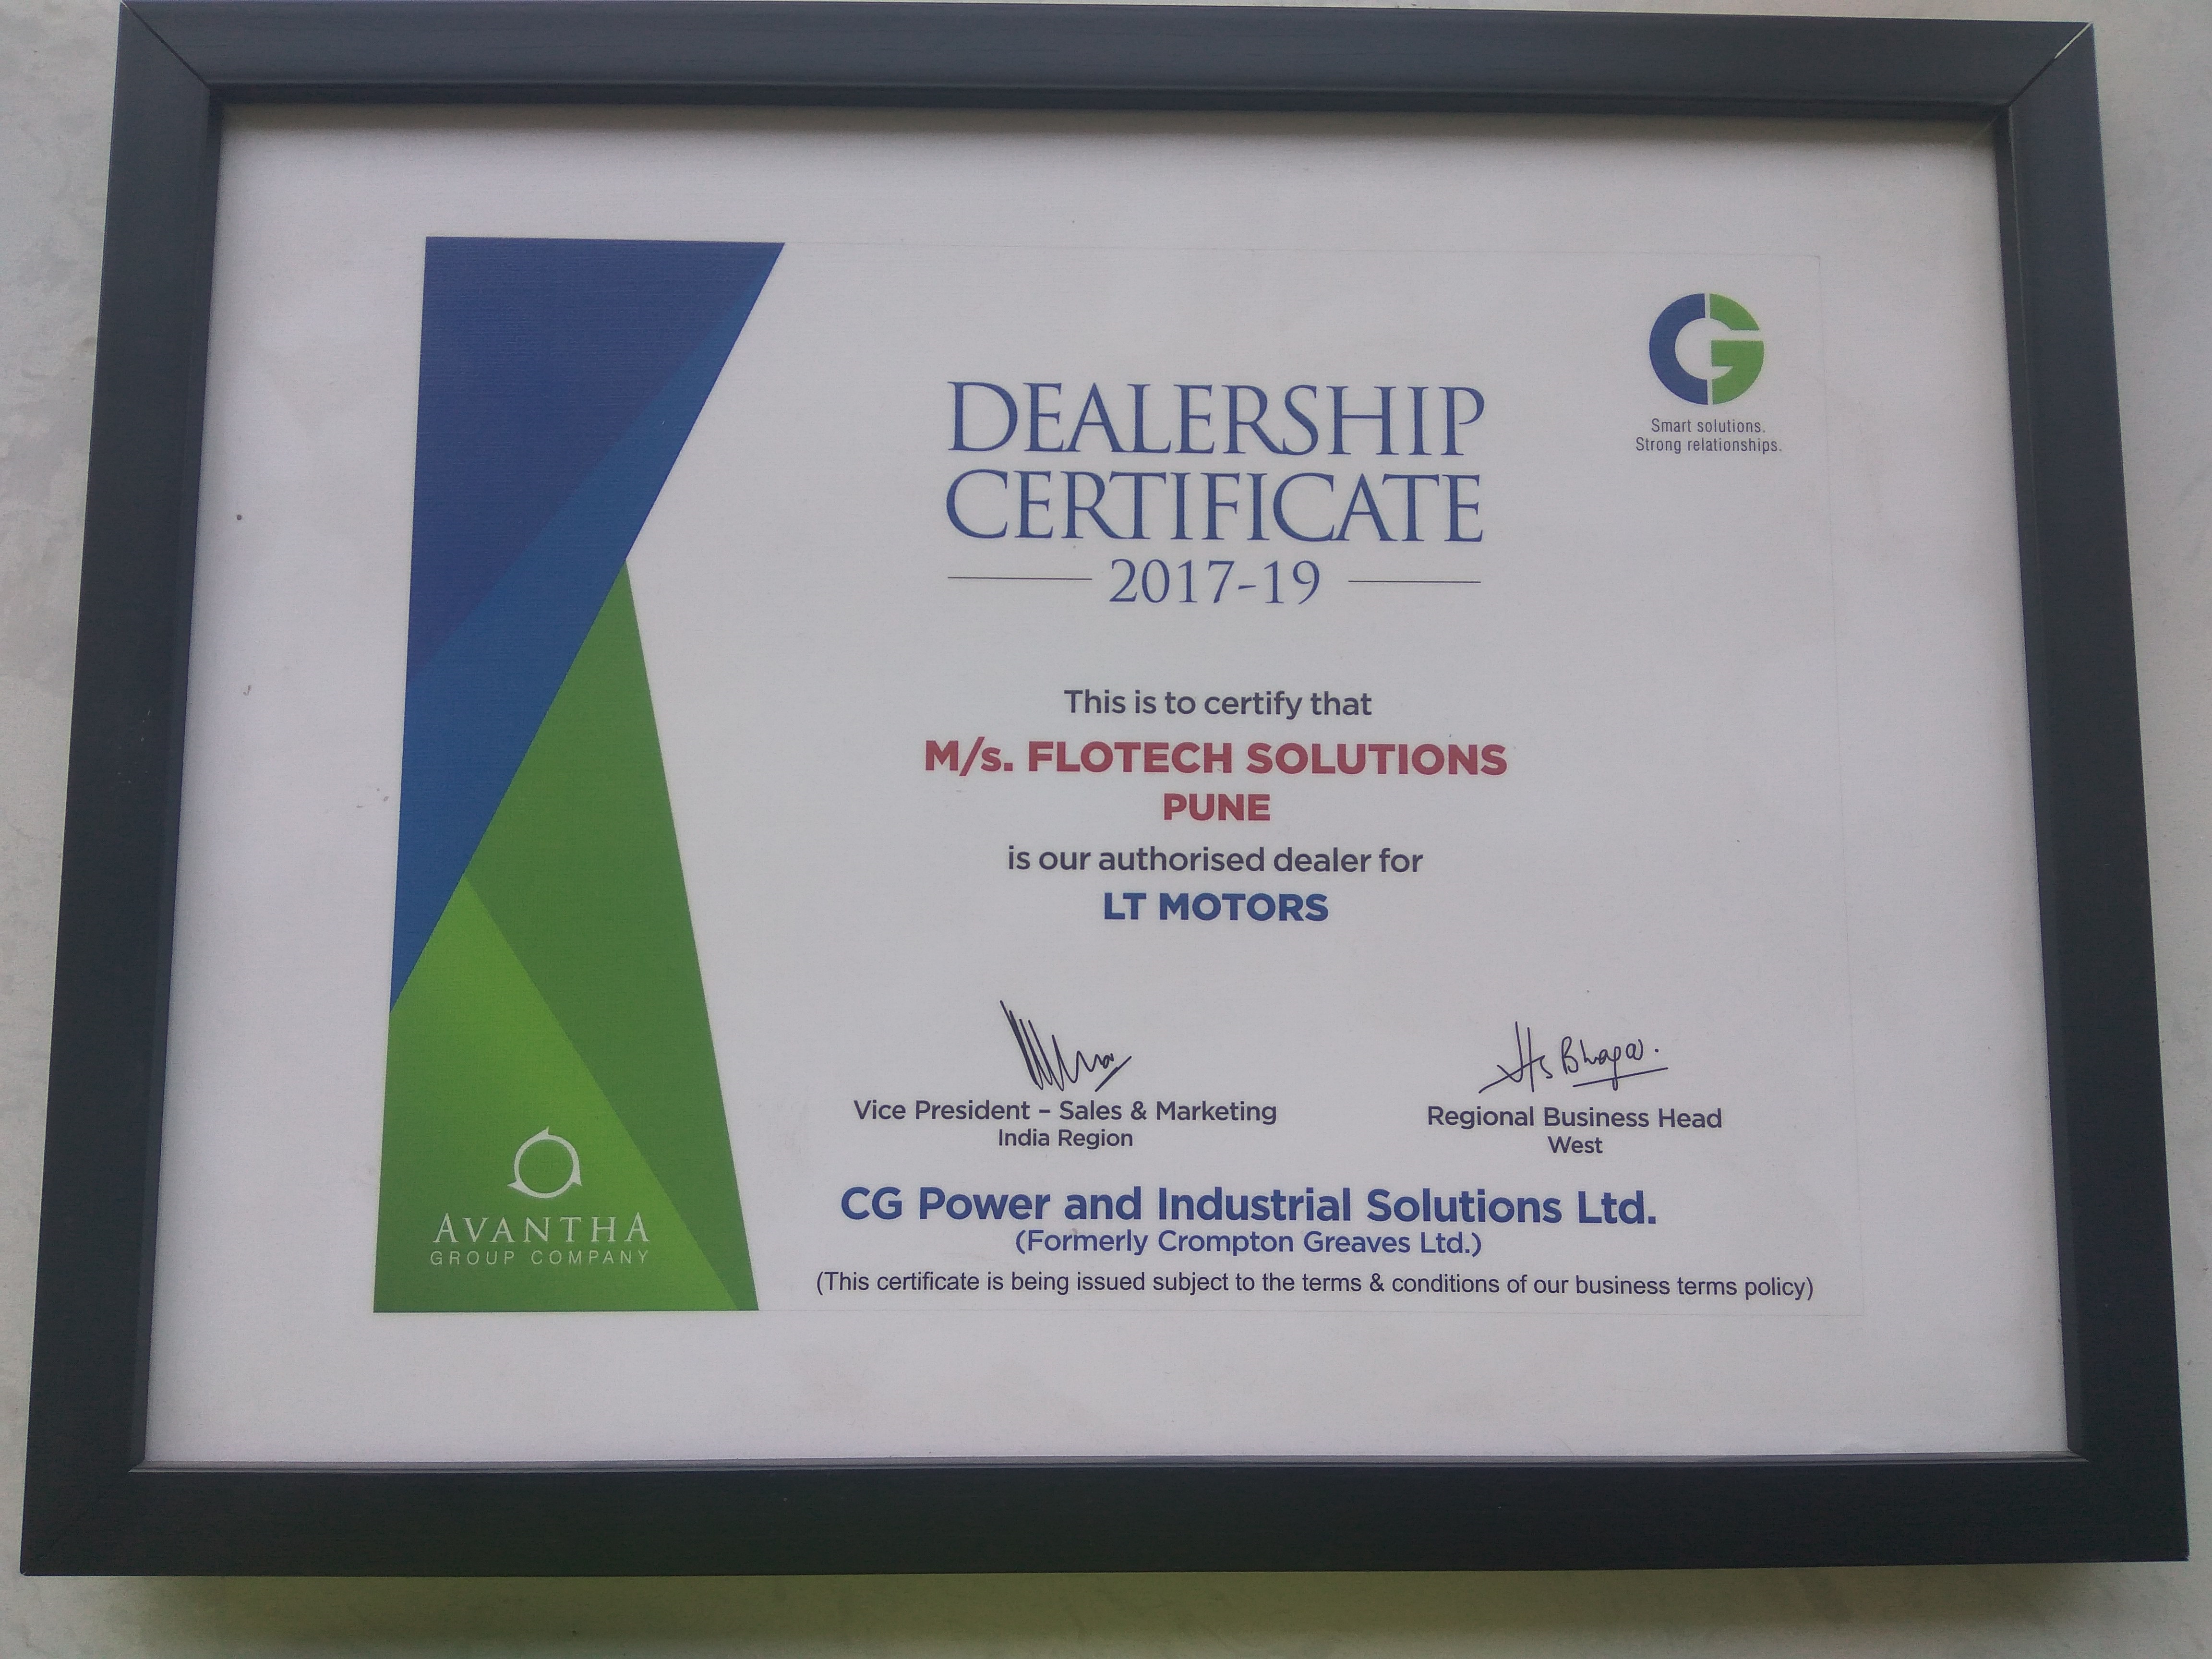 Smart solutions.
Strong relationships.
DEALERSHIP
CERTIFICATE
2017-19
This is to certify that
M/s. FLOTECH SOLUTIONS
PUNE
is our authorised dealer for
LT MOTORS
Vice President – Sales & Marketing
India Region
Regional Business Head
West
CG Power and Industrial Solutions Ltd.
(Formerly Crompton Greaves Ltd.)
(This certificate is being issued subject to the terms & conditions of our business terms policy)
AVANTHA
GROUP COMPANY